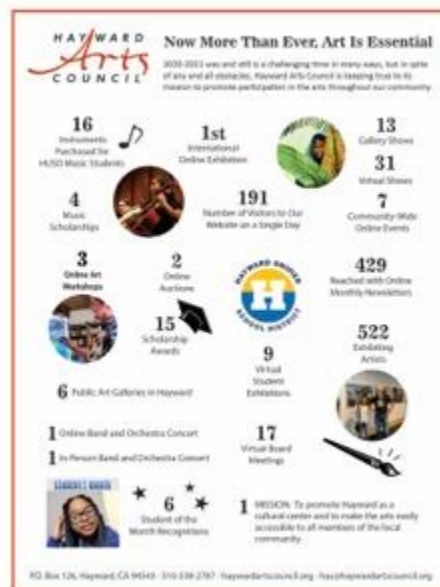 HAYWARD
Arts
COUNCIL
Now More Than Ever, Art Is Essential
2020-2021 was and still is a challenging time in many ways, but in spite
of any and all obstacles, Hayward Arts Council is keeping true to its
mission to promote participation in the arts throughout our community.
16
Instruments
Purchased for
HUSD Music Students
1st
International
Online Exhibition
13
Gallery Shows
31
Virtual Shows
4
Music
Scholarships
191
Number of Visitors to Our
Website on a Single Day
7
Community-Wide
Online Events
3
Online Art
Workshops
2
Online
Auctions
HAYWARD UNIFIED
H
SCHOOL DISTRICT
429
Reached with Online
Monthly Newsletters
15
Scholarship
Awards
9
Virtual
Student
Exhibitions
522
Exhibiting
Artists
6 Public Art Galleries in Hayward
1 Online Band and Orchestra Concert
1 In-Person Band and Orchestra Concert
17
Virtual Board
Meetings
6
Student of the
Month Recognitions
1 MISSION: To promote Hayward as a
cultural center and to make the arts easily
accessible to all members of the local
community.
P.O. Box 126, Hayward, CA 94543 · 510-538-2787 · haywardartscouncil.org · hac@haywardartscouncil.org